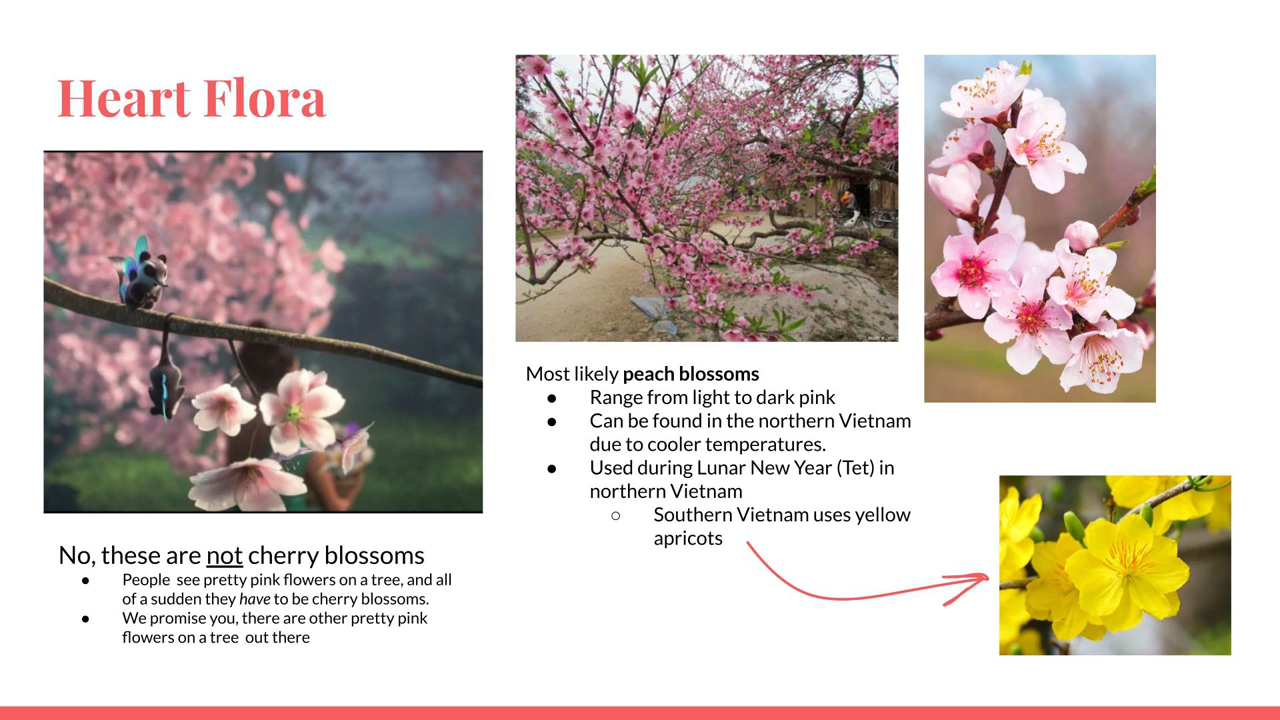 Heart Flora
No, these are not cherry blossoms
● People see pretty pink flowers on a tree, and all
of a sudden they have to be cherry blossoms.
● We promise you, there are other pretty pink
flowers on a tree out there
Most likely peach blossoms
● Range from light to dark pink
● Can be found in the northern Vietnam
due to cooler temperatures.
● Used during Lunar New Year (Tet) in
northern Vietnam
○ Southern Vietnam uses yellow
apricots